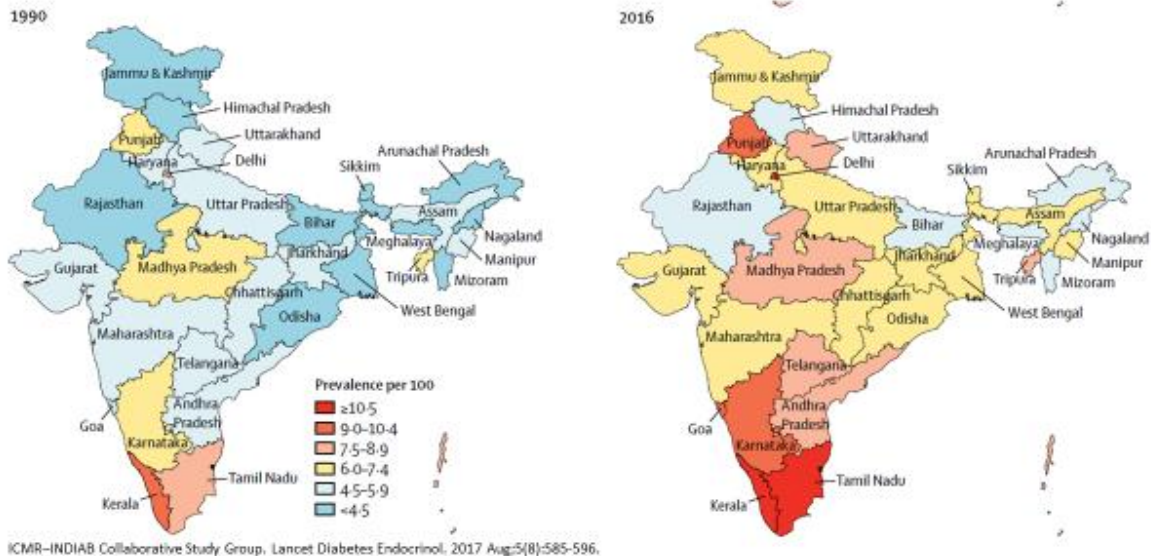 1990
Jammu & Kashmir
Himachal Pradesh
Punjab
Uttarakhand
Haryana
Delhi
Sikkim
Arunachal Pradesh
Rajasthan
Uttar Pradesh
Bihar
Assam
Meghalaya
Nagaland
Manipur
Tripura
Mizoram
Gujarat
Madhya Pradesh
Jharkhand
Chhattisgarh
West Bengal
Odisha
Maharashtra
Telangana
Andhra
Pradesh
Goa
Karnataka
Tamil Nadu
Kerala
Prevalence per 100
≥10·5
9·0–10·4
7·5–8·9
6·0–7·4
4·5–5·9
<4·5
2016
Jammu & Kashmir
Himachal Pradesh
Punjab
Uttarakhand
Haryana
Delhi
Sikkim
Arunachal Pradesh
Rajasthan
Uttar Pradesh
Bihar
Assam
Meghalaya
Nagaland
Manipur
Tripura
Mizoram
Gujarat
Madhya Pradesh
Jharkhand
Chhattisgarh
West Bengal
Odisha
Maharashtra
Telangana
Andhra
Pradesh
Goa
Karnataka
Tamil Nadu
Kerala
ICMR–INDIAB Collaborative Study Group. Lancet Diabetes Endocrinol. 2017 Aug;5(8):585-596.